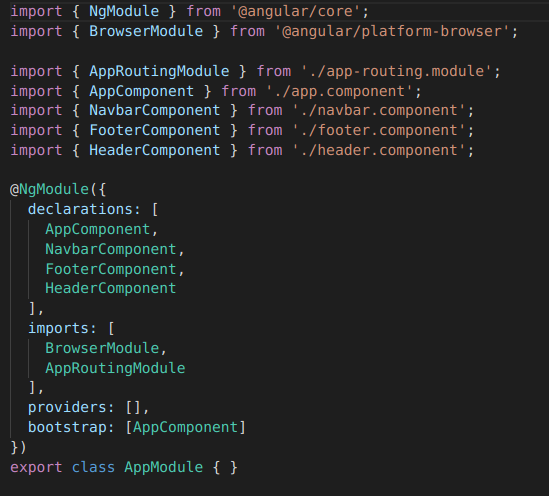 import { NgModule } from '@angular/core';
import { BrowserModule } from '@angular/platform-browser';

import { AppRoutingModule } from './app-routing.module';
import { AppComponent } from './app.component';
import { NavbarComponent } from './navbar.component';
import { FooterComponent } from './footer.component';
import { HeaderComponent } from './header.component';

@NgModule({
  declarations: [
    AppComponent,
    NavbarComponent,
    FooterComponent,
    HeaderComponent
  ],
  imports: [
    BrowserModule,
    AppRoutingModule
  ],
  providers: [],
  bootstrap: [AppComponent]
})
export class AppModule { }